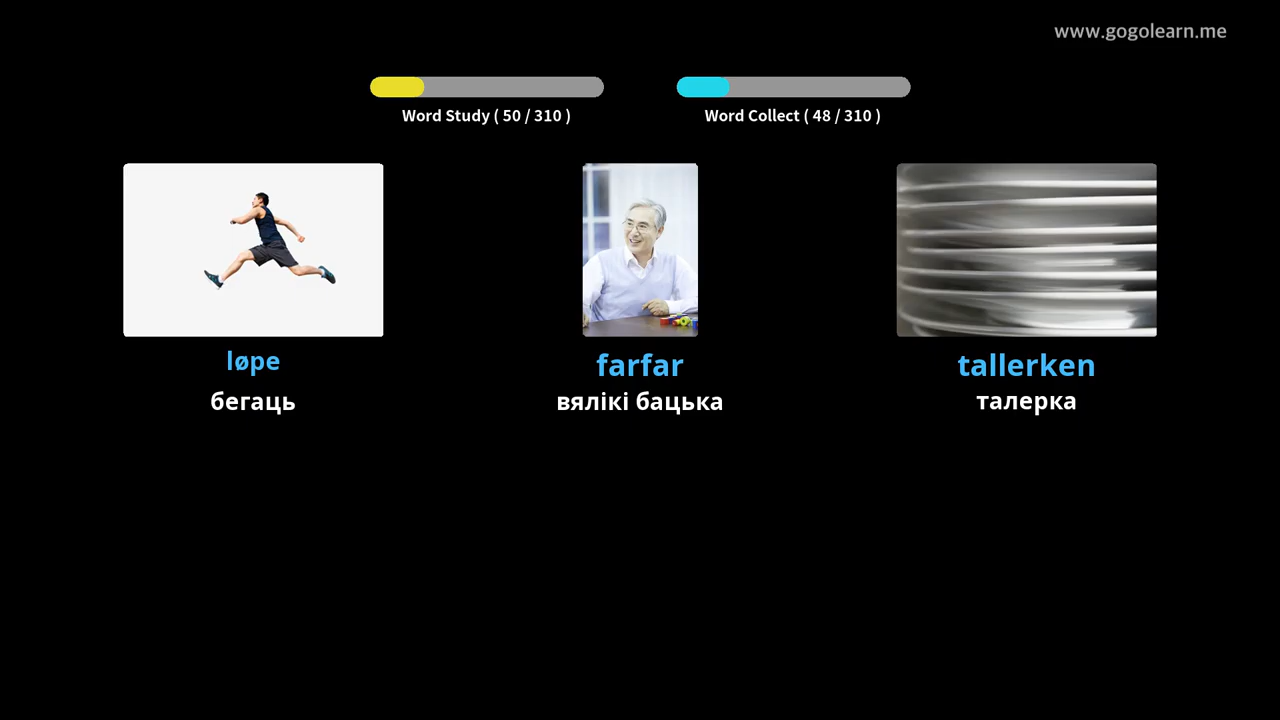 www.gogolearn.me
Word Study ( 50 / 310 )
Word Collect ( 48 / 310 )
løpe
farfar
tallerken
бегаць
вялікі бацька
талерка